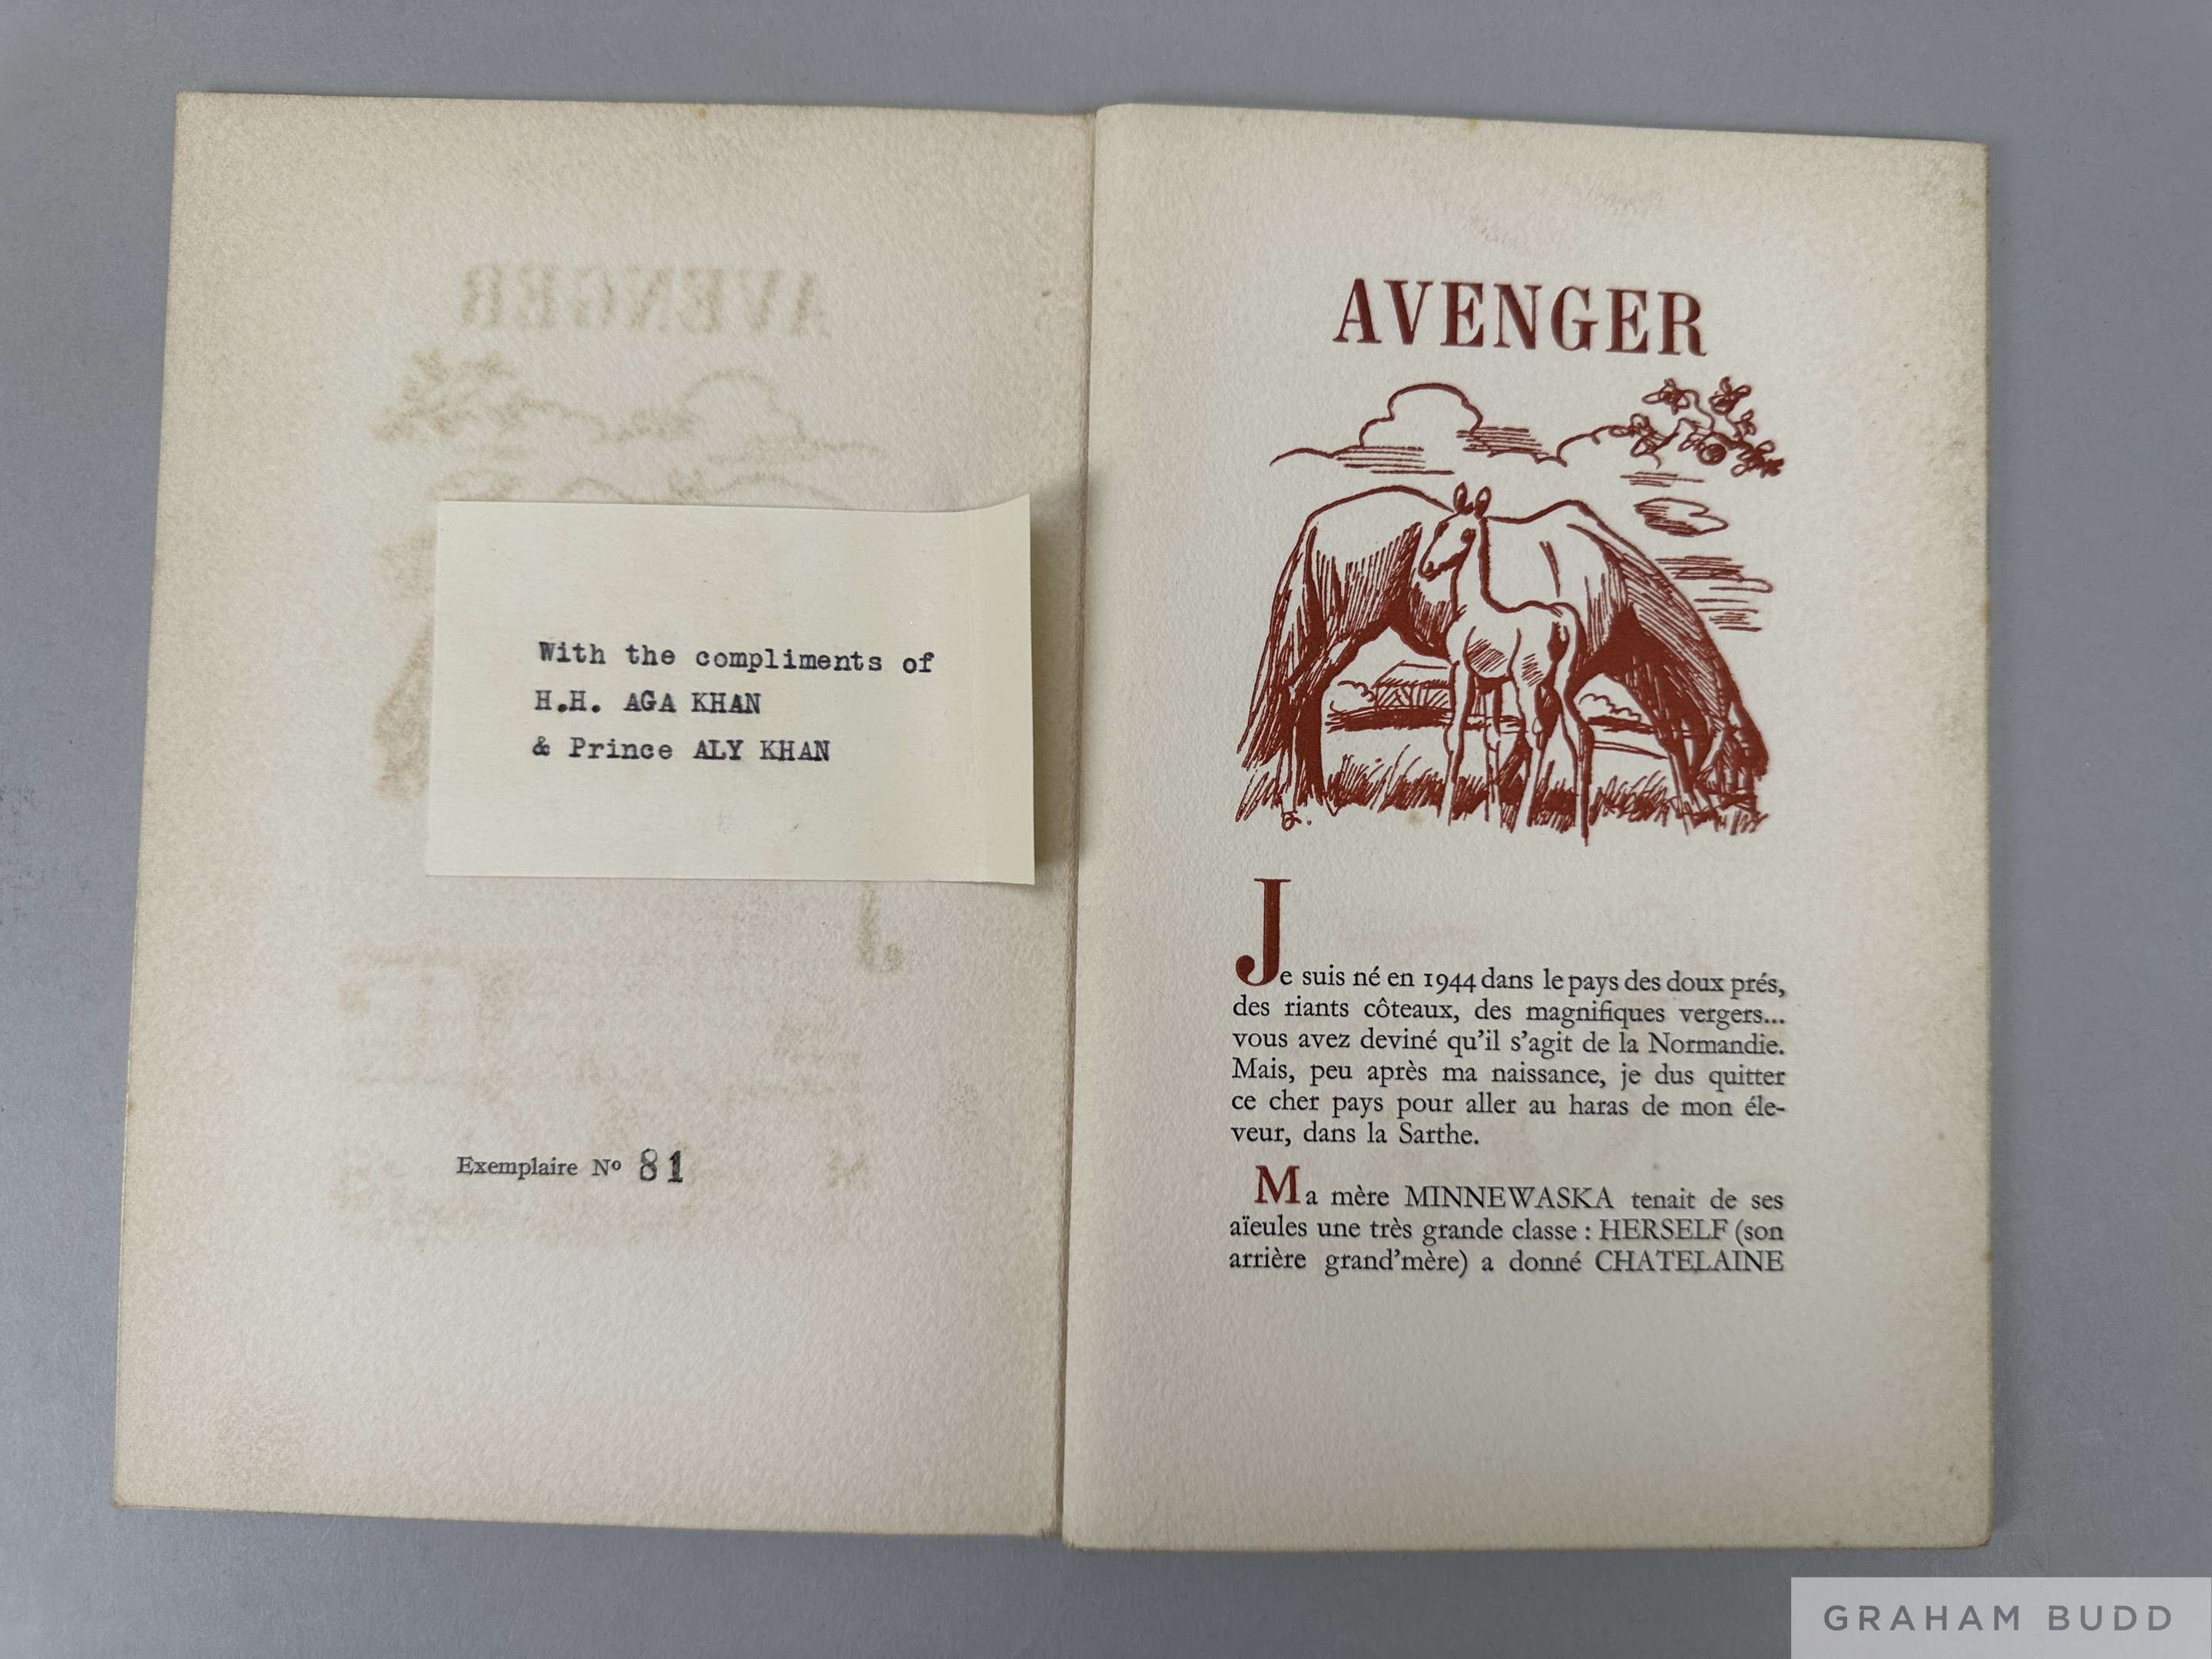 With the compliments of
H.H. AGA KHAN
& Prince ALY KHAN
Exemplaire Nº 81
AVENGER
Je suis né en 1944 dans le pays des doux prés,
des riants côteaux, des magnifiques vergers...
vous avez deviné qu'il s'agit de la Normandie.
Mais, peu après ma naissance, je dus quitter
ce cher pays pour aller au haras de mon éle-
veur, dans la Sarthe.
Ma mère MINNEWASKA tenait de ses
aïeules une très grande classe : HERSELF (son
arrière grand'mère) a donné CHATELAINE
GRAHAM BUDD